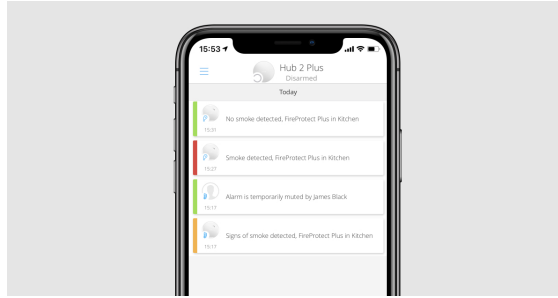 15:53
Hub 2 Plus
Disarmed
Today
No smoke detected, FireProtect Plus in Kitchen
15:31
Smoke detected, FireProtect Plus in Kitchen
15:27
Alarm is temporarily muted by James Black
15:17
Signs of smoke detected, FireProtect Plus in Kitchen
15:17